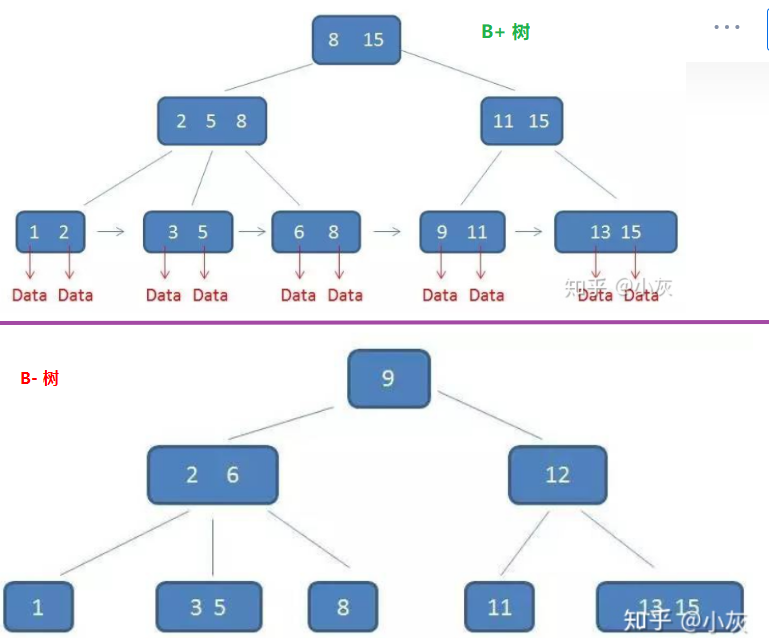 B+ 树
8 15
2 5 8
11 15
1 2
3 5
6 8
9 11
13 15
Data Data
Data Data
Data Data
Data Data
Data Data
知乎 @小灰
B- 树
9
2 6
12
1
3 5
8
11
13 15
知乎 @小灰